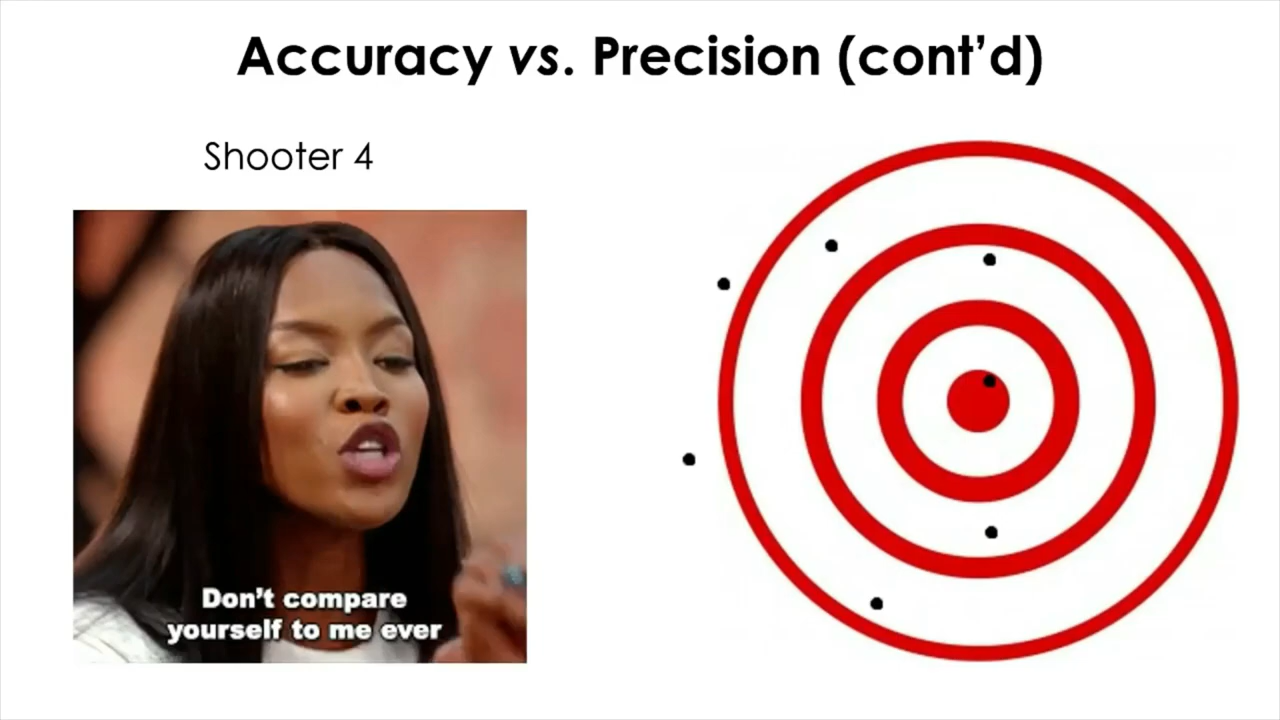 Accuracy vs. Precision (cont’d)
Shooter 4
Don’t compare
yourself to me ever